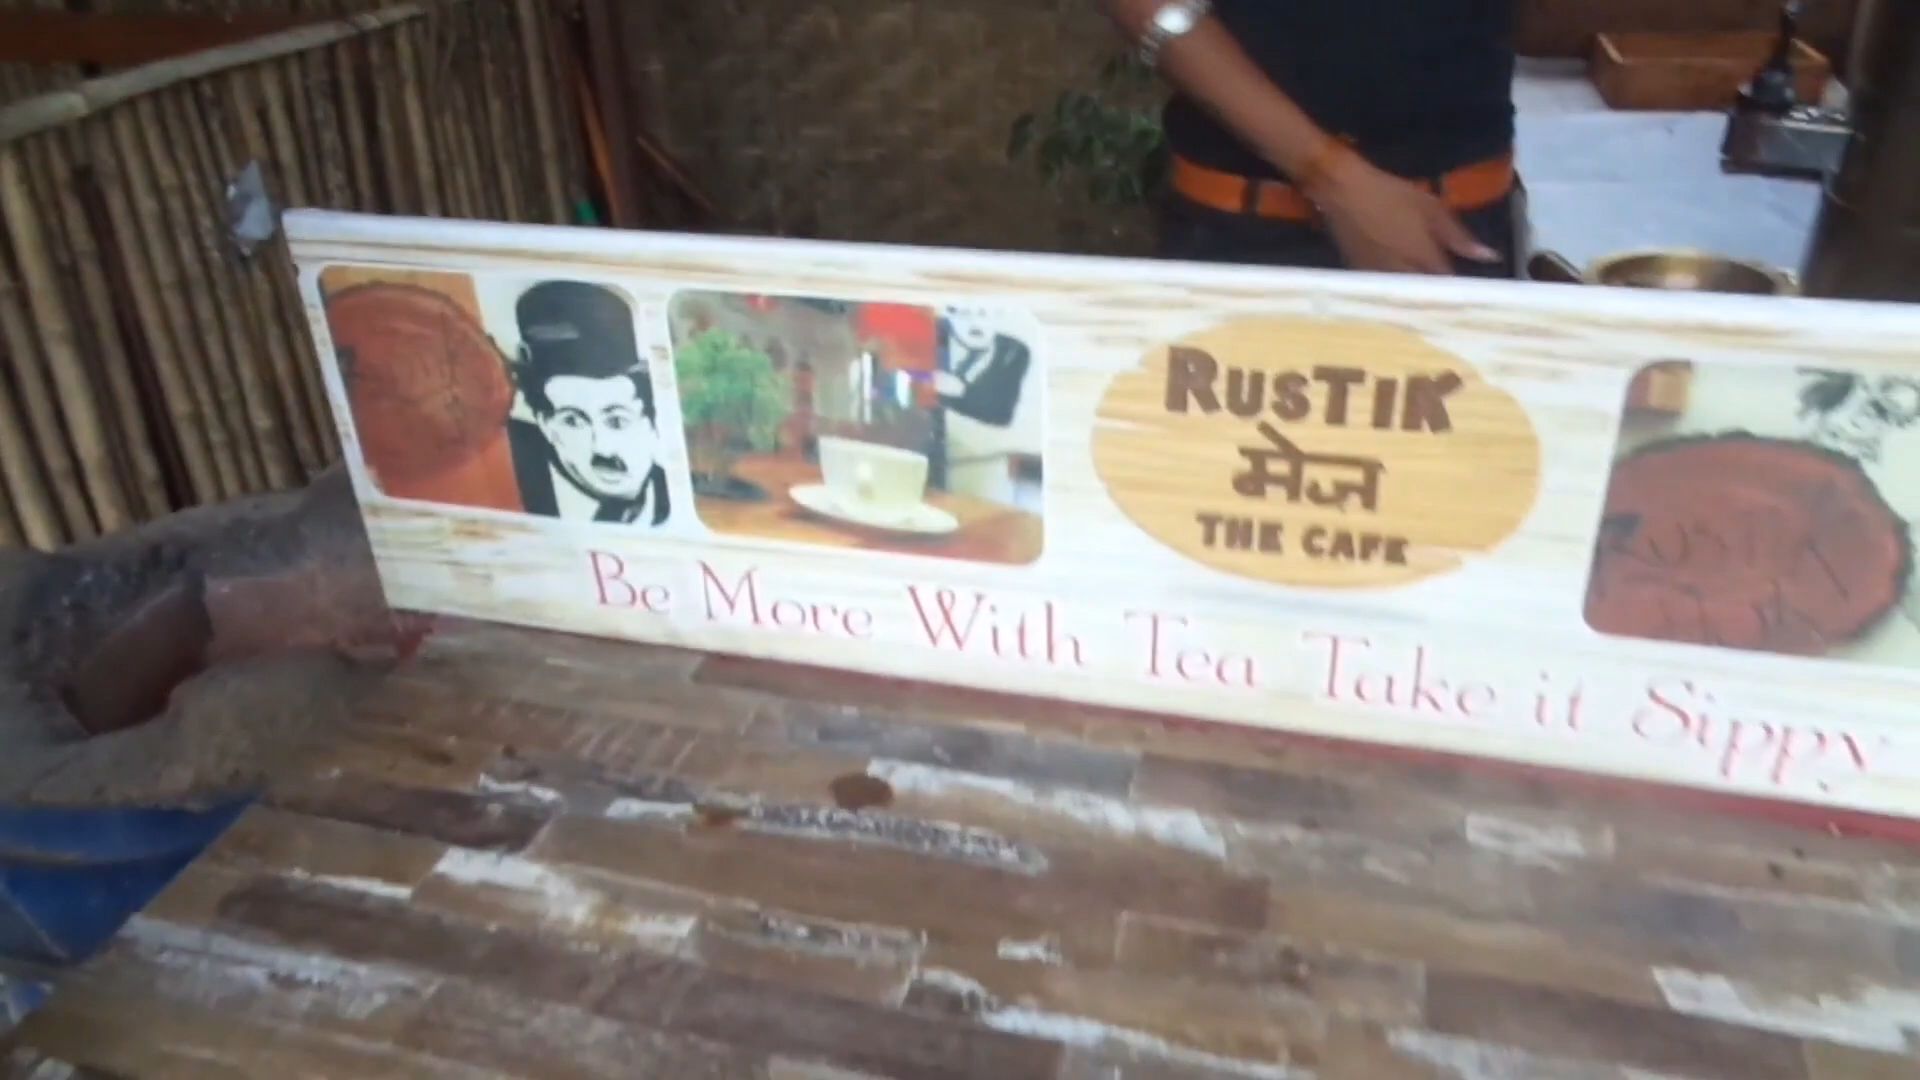 RUSTIK
मेज़
THE CAFE
Be More With Tea Take it Sippy